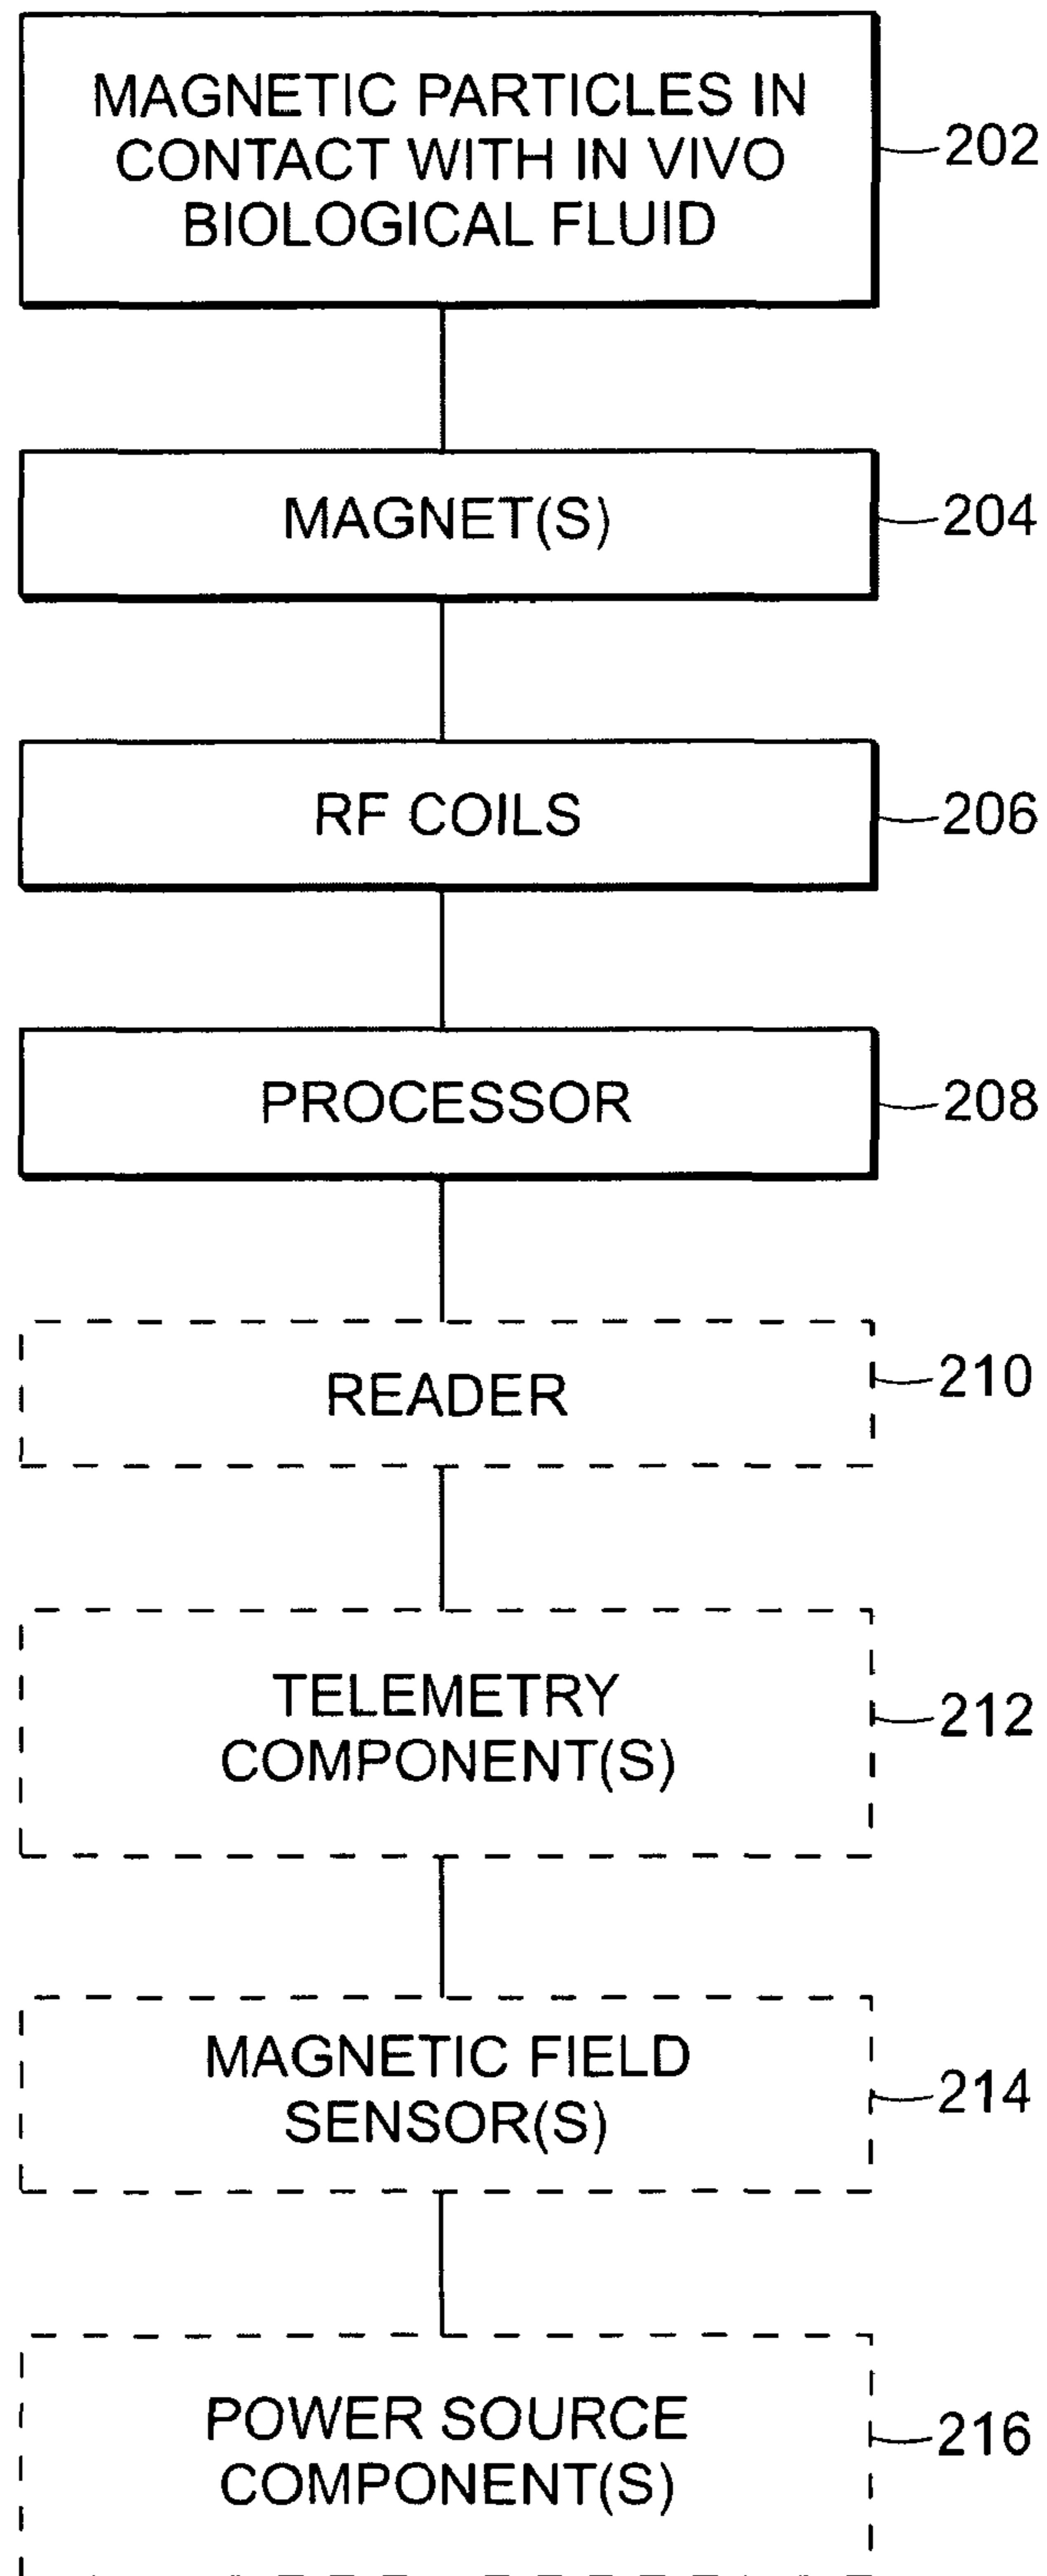 MAGNETIC PARTICLES IN
CONTACT WITH IN VIVO
BIOLOGICAL FLUID
202
MAGNET(S)
204
RF COILS
206
PROCESSOR
208
READER
210
TELEMETRY
COMPONENT(S)
212
MAGNETIC FIELD
SENSOR(S)
214
POWER SOURCE
COMPONENT(S)
216